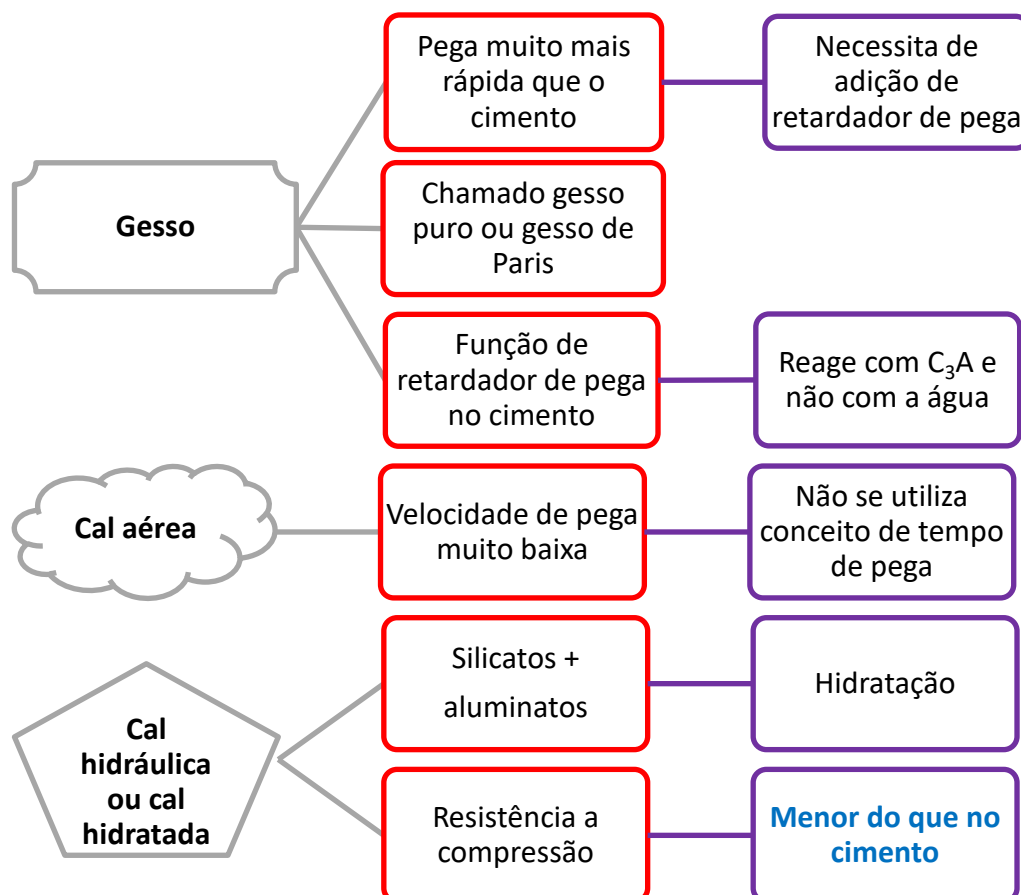 Gesso
Pega muito mais
rápida que o
cimento
Necessita de
adição de
retardador de pega
Chamado gesso
puro ou gesso de
Paris
Função de
retardador de pega
no cimento
Reage com C₃A e
não com a água
Cal aérea
Velocidade de pega
muito baixa
Não se utiliza
conceito de tempo
de pega
Cal
hidráulica
ou cal
hidratada
Silicatos +
aluminatos
Hidratação
Resistência a
compressão
Menor do que no
cimento